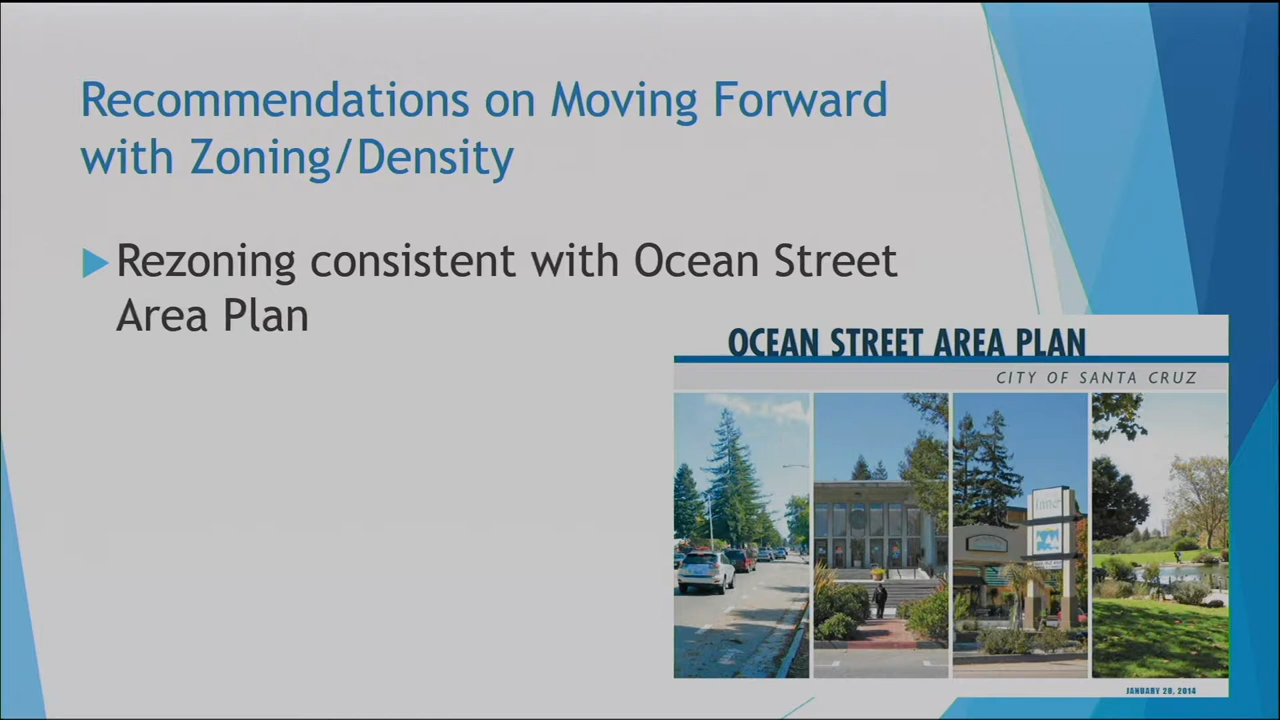 Recommendations on Moving Forward
with Zoning/Density
Rezoning consistent with Ocean Street
Area Plan
OCEAN STREET AREA PLAN
CITY OF SANTA CRUZ
inns
JANUARY 28, 2014